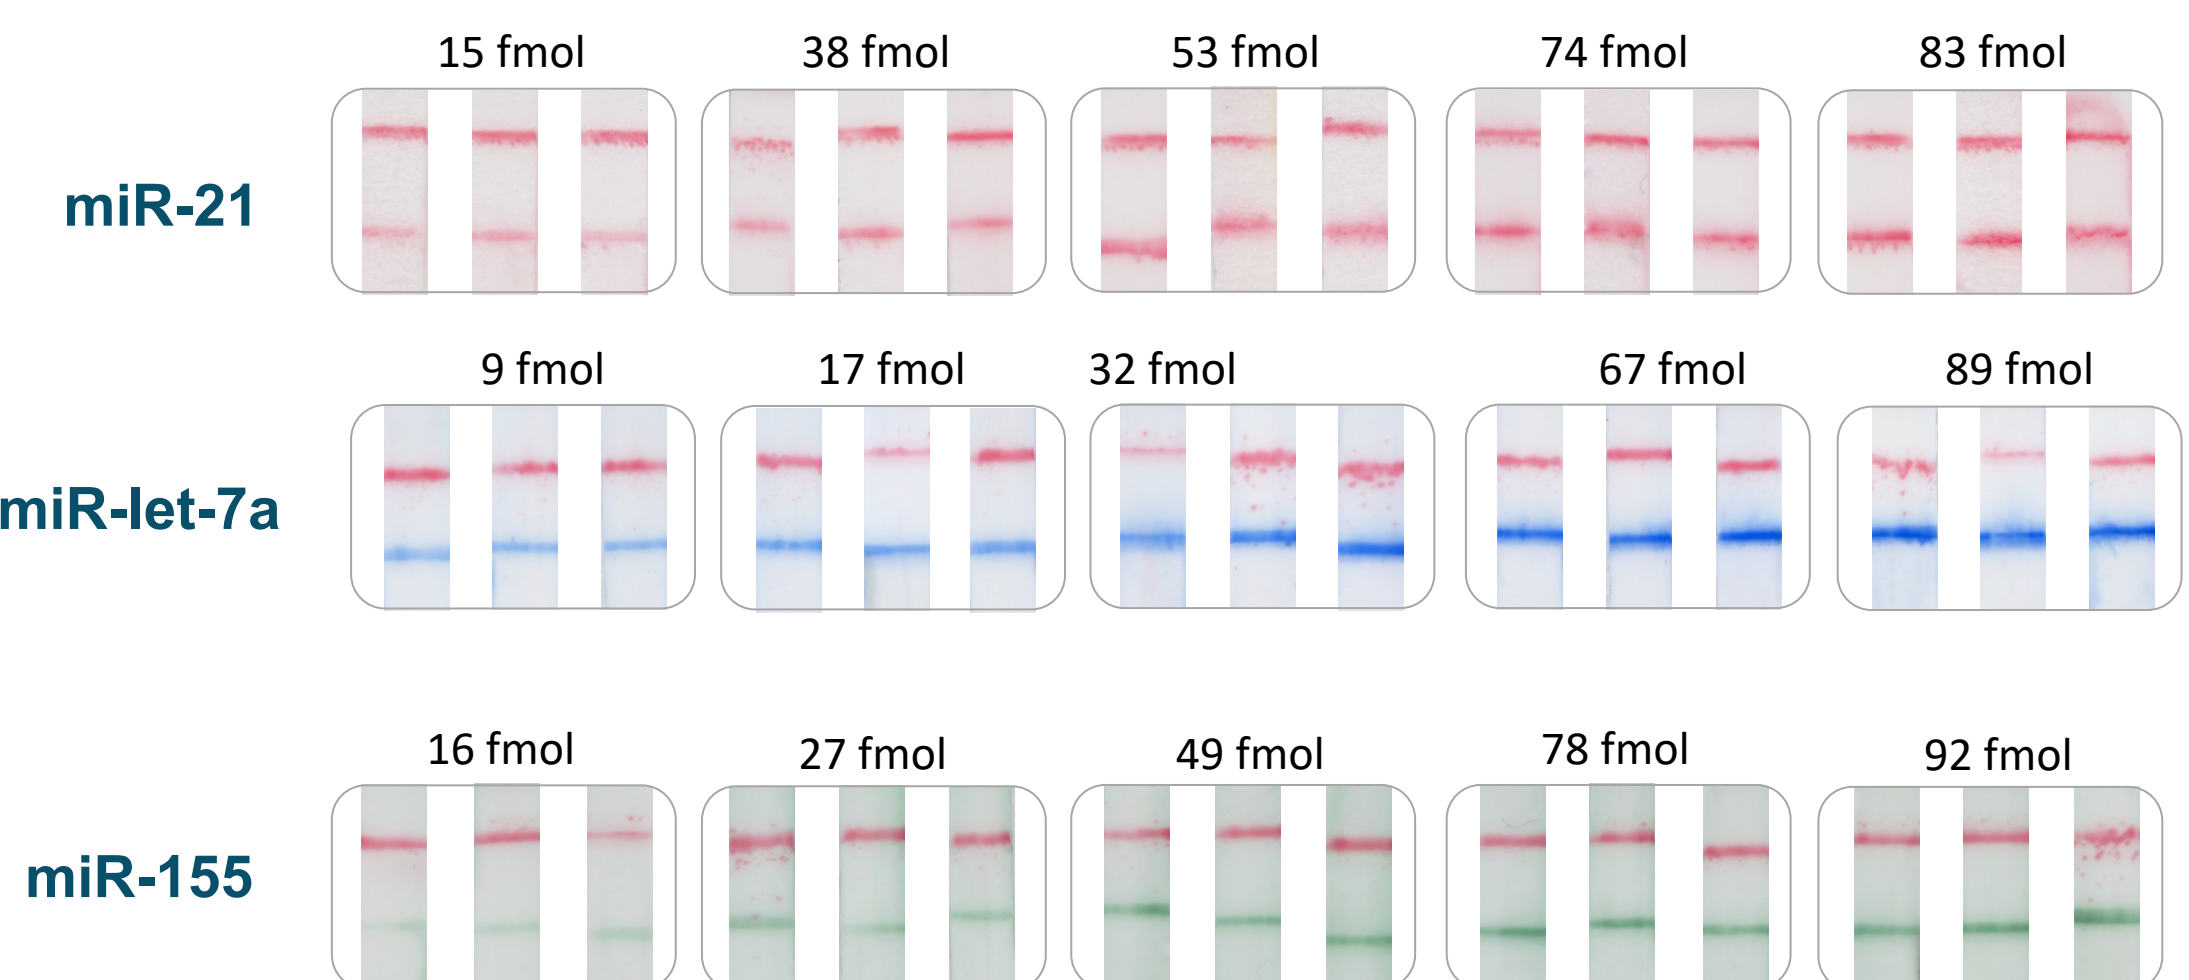 15 fmol 38 fmol 53 fmol 74 fmol 83 fmol
miR-21
9 fmol 17 fmol 32 fmol 67 fmol 89 fmol
miR-let-7a
16 fmol 27 fmol 49 fmol 78 fmol 92 fmol
miR-155